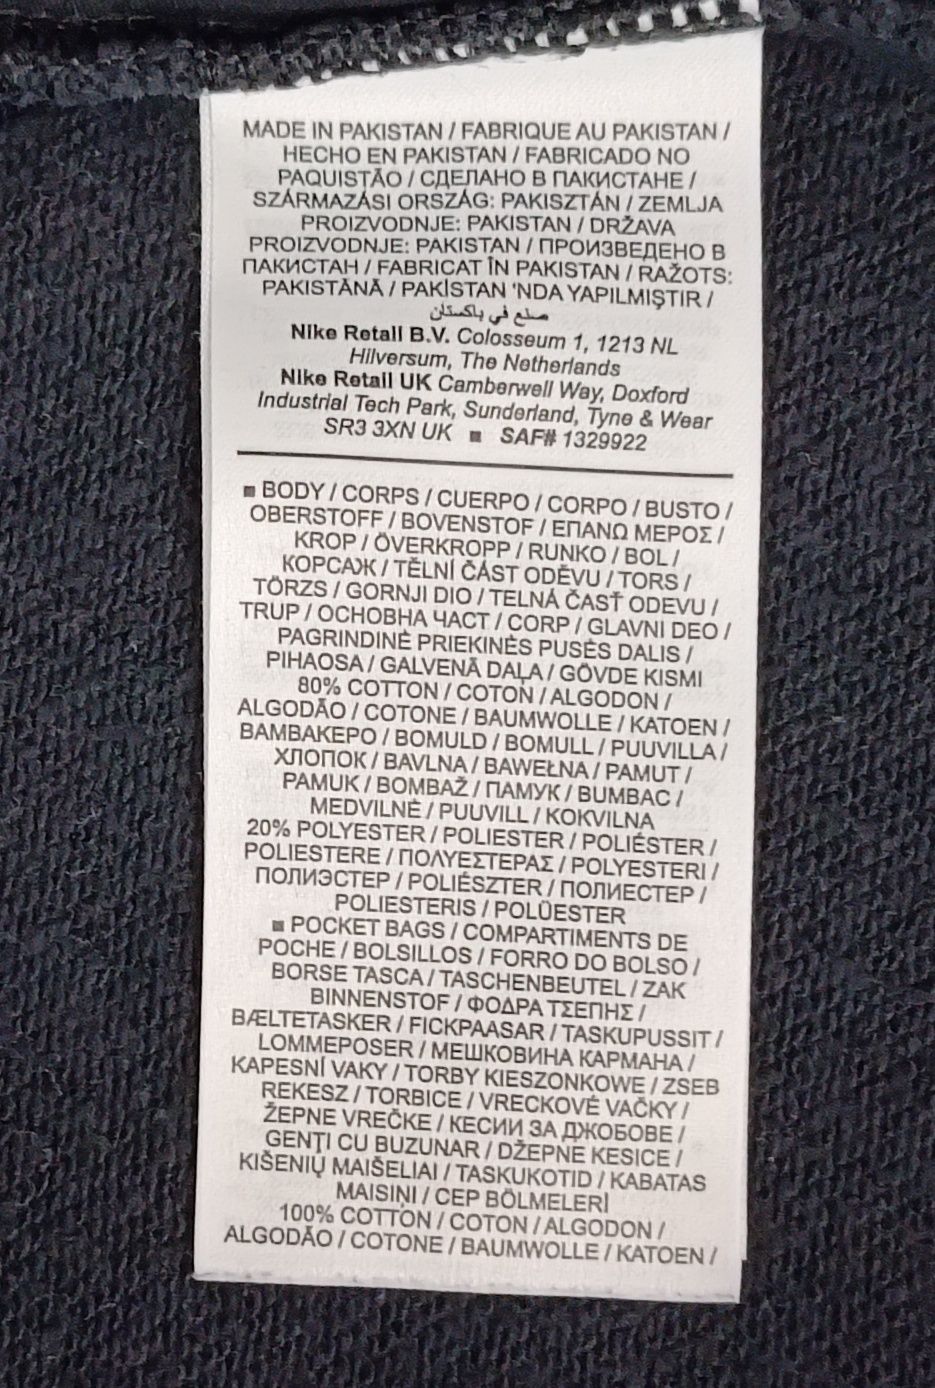 MADE IN PAKISTAN / FABRIQUE AU PAKISTAN /
HECHO EN PAKISTAN / FABRICADO NO
PAQUISTÃO / СДЕЛАНО В ПАКИСТАНЕ /
SZÁRMAZÁSI ORSZÁG: PAKISZTÁN / ZEMLJA
PROIZVODNJE: PAKISTAN / DRŽAVA
PROIZVODNJE: PAKISTAN / ПРОИЗВЕДЕНО В
ПАКИСТАН / FABRICAT ÎN PAKISTAN / RAŽOTS:
PAKISTĀNĀ / PAKİSTAN 'NDA YAPILMIŞTIR /
صنع في باكستان
Nike Retail B.V. Colosseum 1, 1213 NL
Hilversum, The Netherlands
Nike Retail UK Camberwell Way, Doxford
Industrial Tech Park, Sunderland, Tyne & Wear
SR3 3XN UK ■ SAF# 1329922
■ BODY / CORPS / CUERPO / CORPO / BUSTO /
OBERSTOFF / BOVENSTOF / ΕΠΑΝΩ ΜΕΡΟΣ /
KROP / ÖVERKROPP / RUNKO / BOL /
КОРСАЖ / TĚLNÍ ČÁST ODĚVU / TORS /
TÖRZS / GORNJI DIO / TELNÁ ČASŤ ODEVU /
TRUP / ОСНОВНА ЧАСТ / CORP / GLAVNI DEO /
PAGRINDINĖ PRIEKINĖS PUSĖS DALIS /
PIHAOSA / GALVENĀ DAĻA / GÖVDE KISMI
80% COTTON / COTON / ALGODON /
ALGODÃO / COTONE / BAUMWOLLE / KATOEN /
ΒΑΜΒΑΚΕΡΟ / BOMULD / BOMULL / PUUVILLA /
ХЛОПОК / BAVLNA / BAWEŁNA / PAMUT /
PAMUK / BOMBAŽ / ПАМУК / BUMBAC /
MEDVILNĖ / PUUVILL / KOKVILNA
20% POLYESTER / POLIESTER / POLIÉSTER /
POLIESTERE / ΠΟΛΥΕΣΤΕΡΑΣ / POLYESTERI /
ПОЛИЭСТЕР / POLIÉSZTER / ПОЛИЕСТЕР /
POLIESTERIS / POLÜESTER
■ POCKET BAGS / COMPARTIMENTS DE
POCHE / BOLSILLOS / FORRO DO BOLSO /
BORSE TASCA / TASCHENBEUTEL / ZAK
BINNENSTOF / ΦΟΔΡΑ ΤΣΕΠΗΣ /
BÆLTETASKER / FICKPAASAR / TASKUPUSSIT /
LOMMEPOSER / МЕШКОВИНА КАРМАНА /
KAPESNÍ VAKY / TORBY KIESZONKOWE / ZSEB
REKESZ / TORBICE / VRECKOVÉ VAČKY /
ŽEPNE VREČKE / КЕСИИ ЗА ДЖОБОВЕ /
GENŢI CU BUZUNAR / DŽEPNE KESICE /
KIŠENIŲ MAIŠELIAI / TASKUKOTID / KABATAS
MAISIŅI / CEP BÖLMELERİ
100% COTTON / COTON / ALGODON /
ALGODÃO / COTONE / BAUMWOLLE / KATOEN /